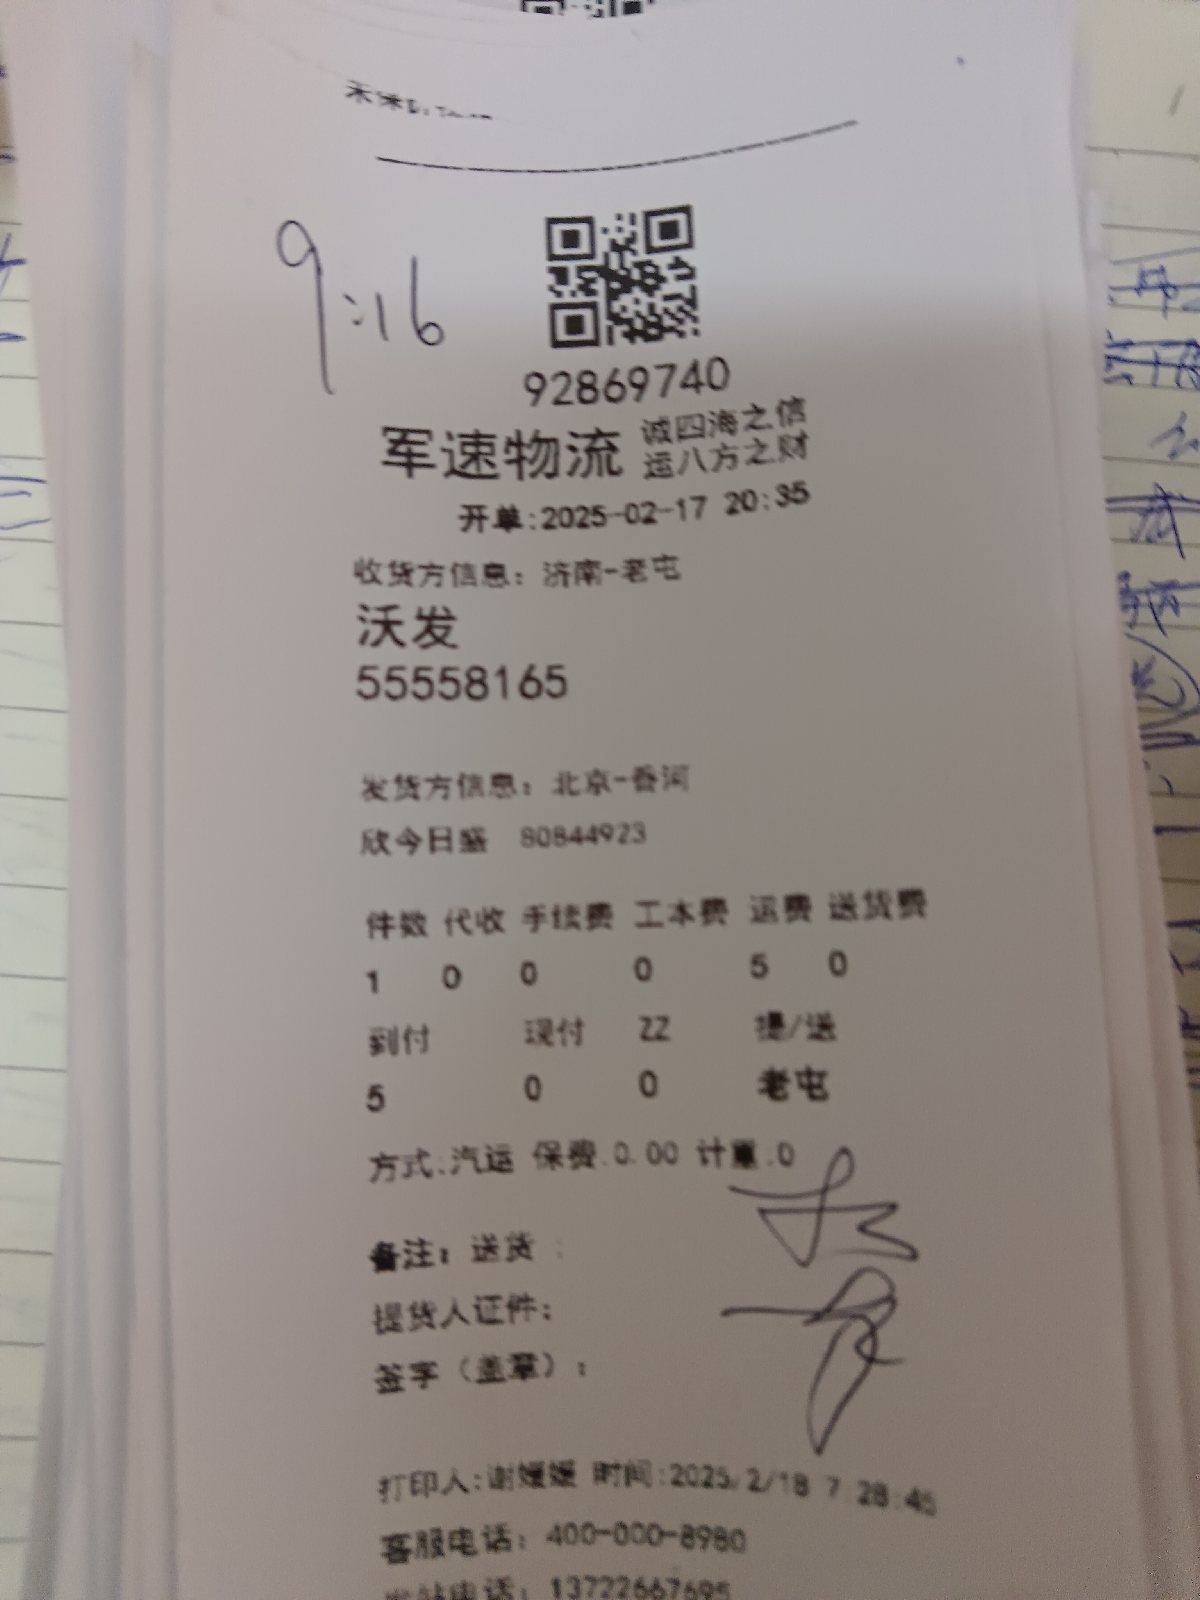 9:16
92869740
军速物流 诚四海之信
运八方之财
开单:2025-02-17 20:35
收货方信息：济南-老屯
沃发
55558165
发货方信息：北京-香河
欣今日盛 80844923
件数 代收 手续费 工本费 运费 送货费
1 0 0 0 5 0
到付 现付 ZZ 提/送
5 0 0 老屯
方式:汽运 保费:0.00 计重:0
备注：送货 :
提货人证件：
签字（盖章）：
打印人:谢媛媛 时间:2025/2/18 7:28:45
客服电话：400-000-8980
发站电话：13722667695